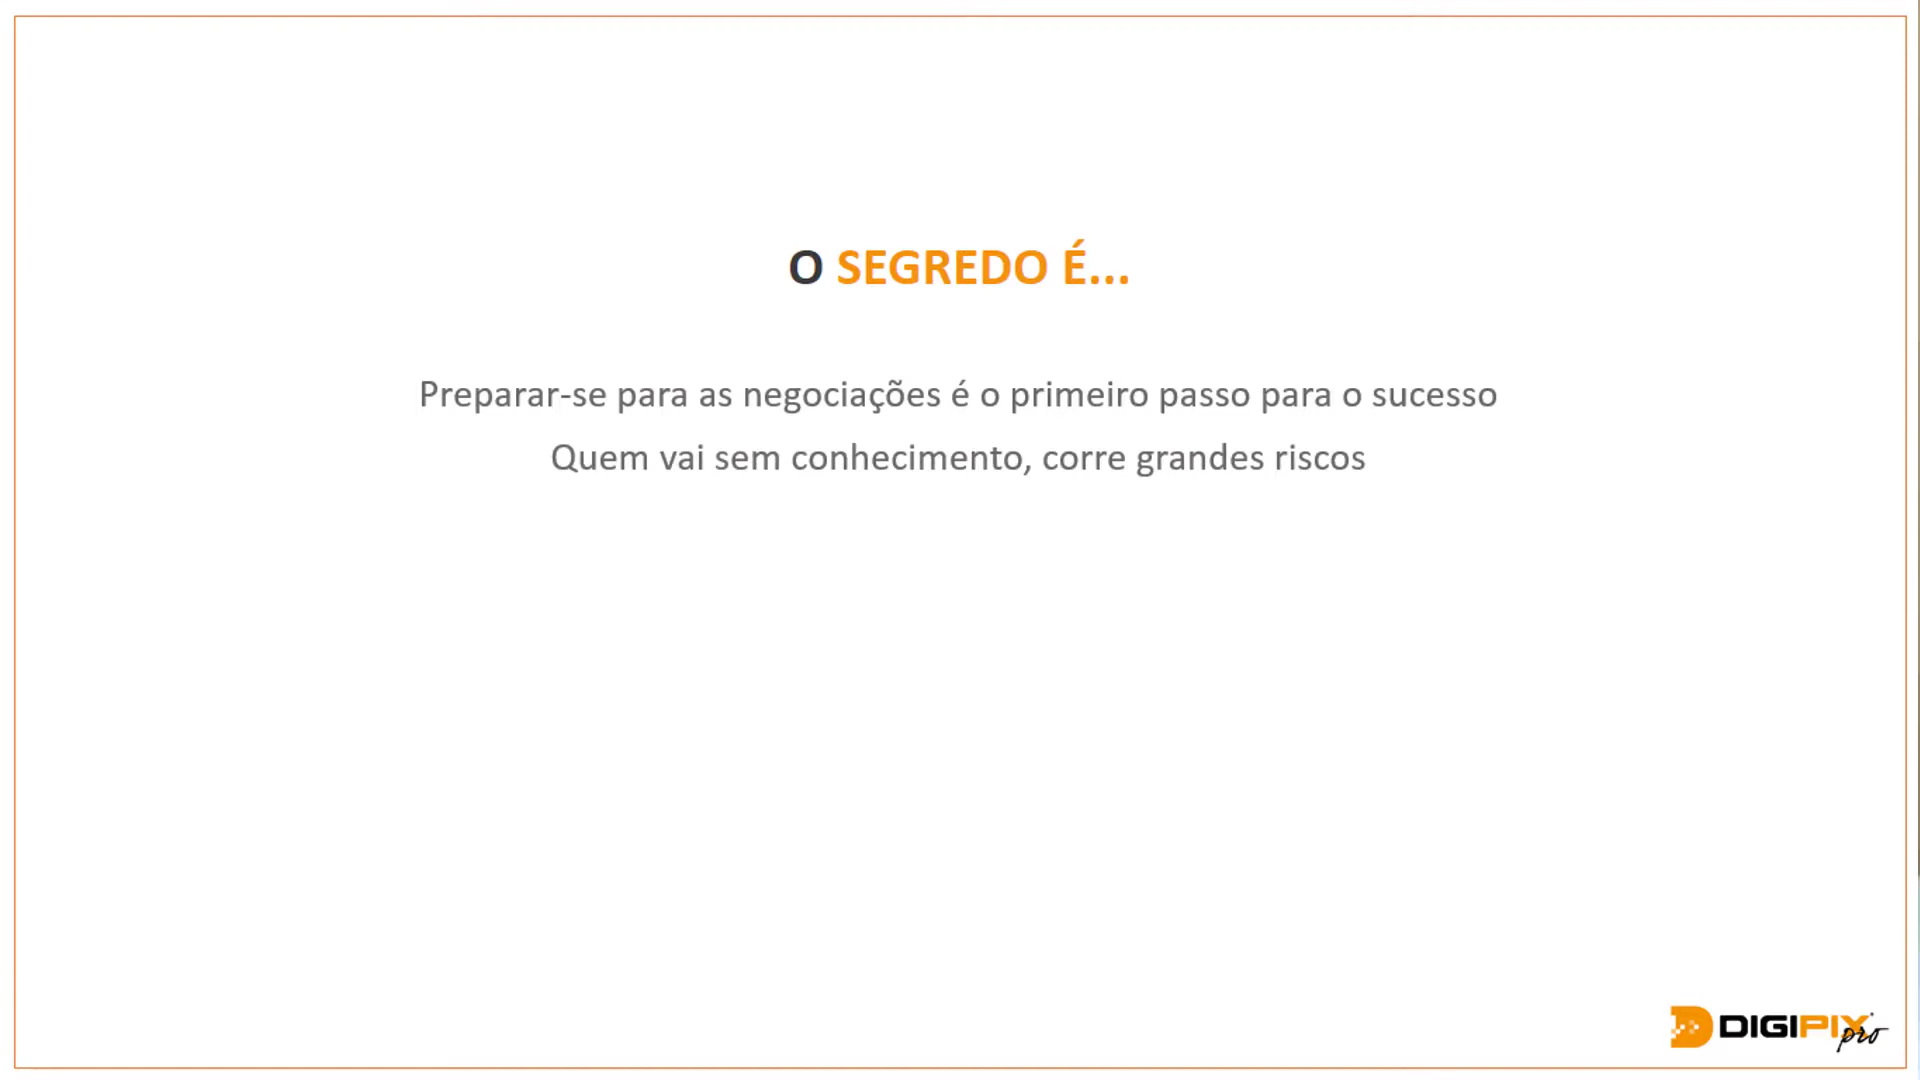 O SEGREDO É...
Preparar-se para as negociações é o primeiro passo para o sucesso
Quem vai sem conhecimento, corre grandes riscos
DIGIPIX pro